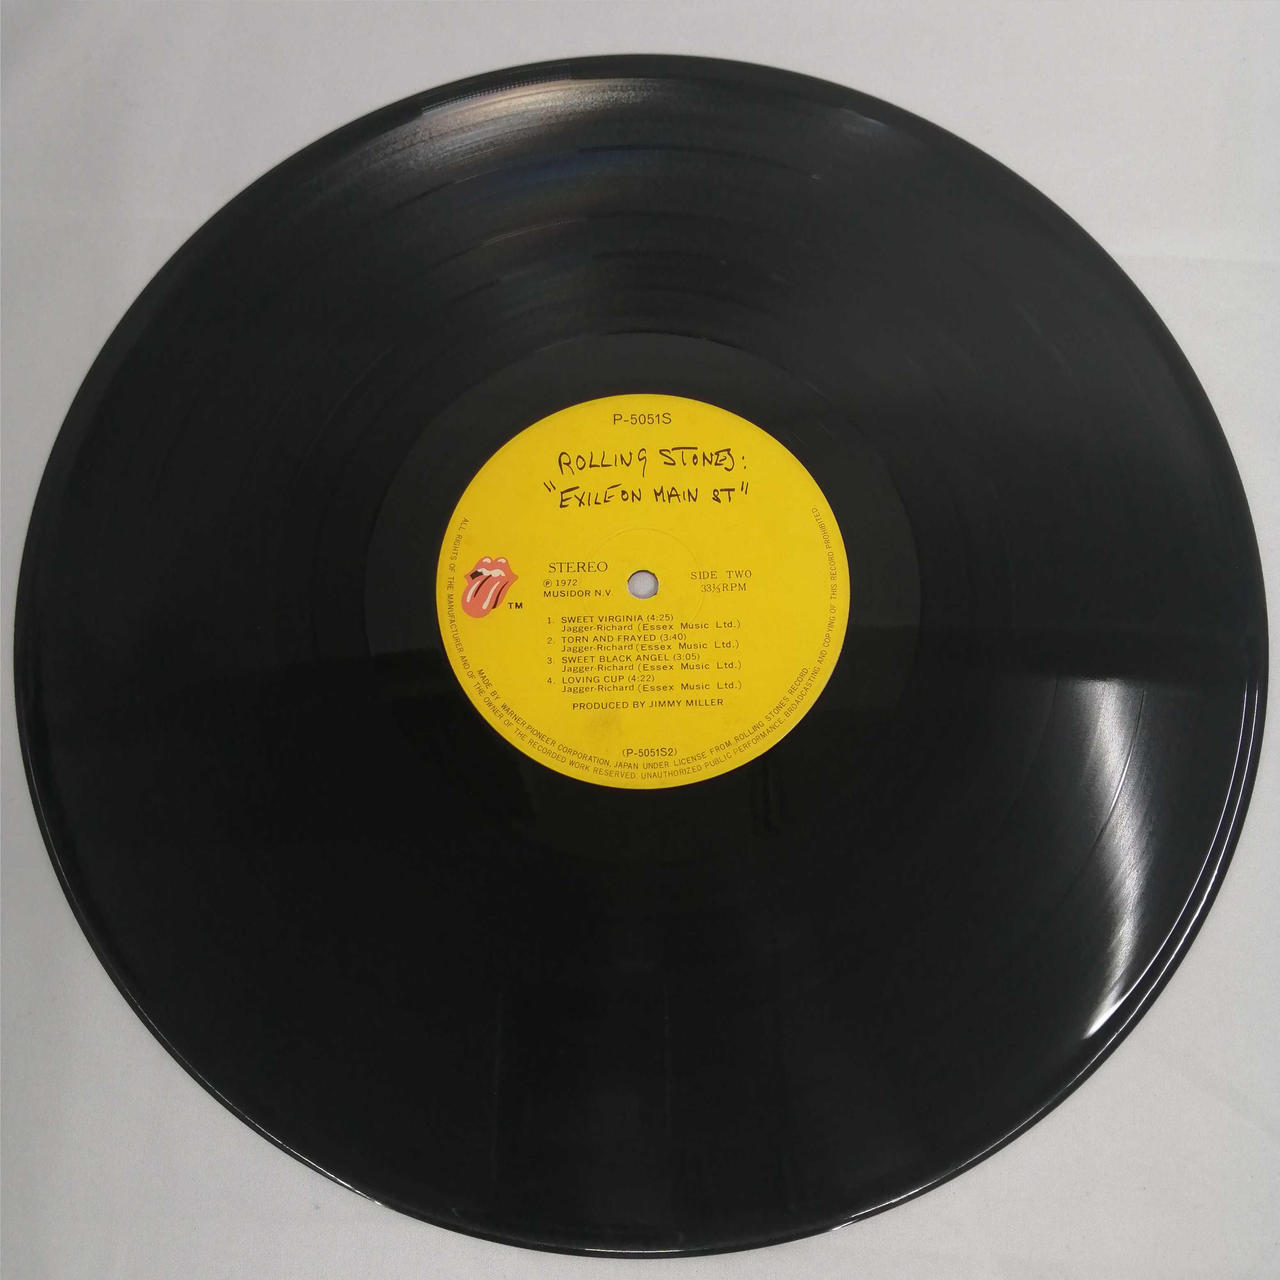 P-5051S
ROLLING STONES:
"EXILE ON MAIN ST"
STEREO
℗ 1972
MUSIDOR N.V.
SIDE TWO
33⅓RPM
TM
1. SWEET VIRGINIA (4:25)
Jagger-Richard (Essex Music Ltd.)
2. TORN AND FRAYED (3:40)
Jagger-Richard (Essex Music Ltd.)
3. SWEET BLACK ANGEL (3:05)
Jagger-Richard (Essex Music Ltd.)
4. LOVING CUP (4:22)
Jagger-Richard (Essex Music Ltd.)
PRODUCED BY JIMMY MILLER
(P-5051S2)
MADE BY WARNER-PIONEER CORPORATION, JAPAN UNDER LICENSE FROM ROLLING STONES RECORD.
ALL RIGHTS OF THE MANUFACTURER AND OF THE OWNER OF THE RECORDED WORK RESERVED. UNAUTHORIZED PUBLIC PERFORMANCE, BROADCASTING AND COPYING OF THIS RECORD PROHIBITED